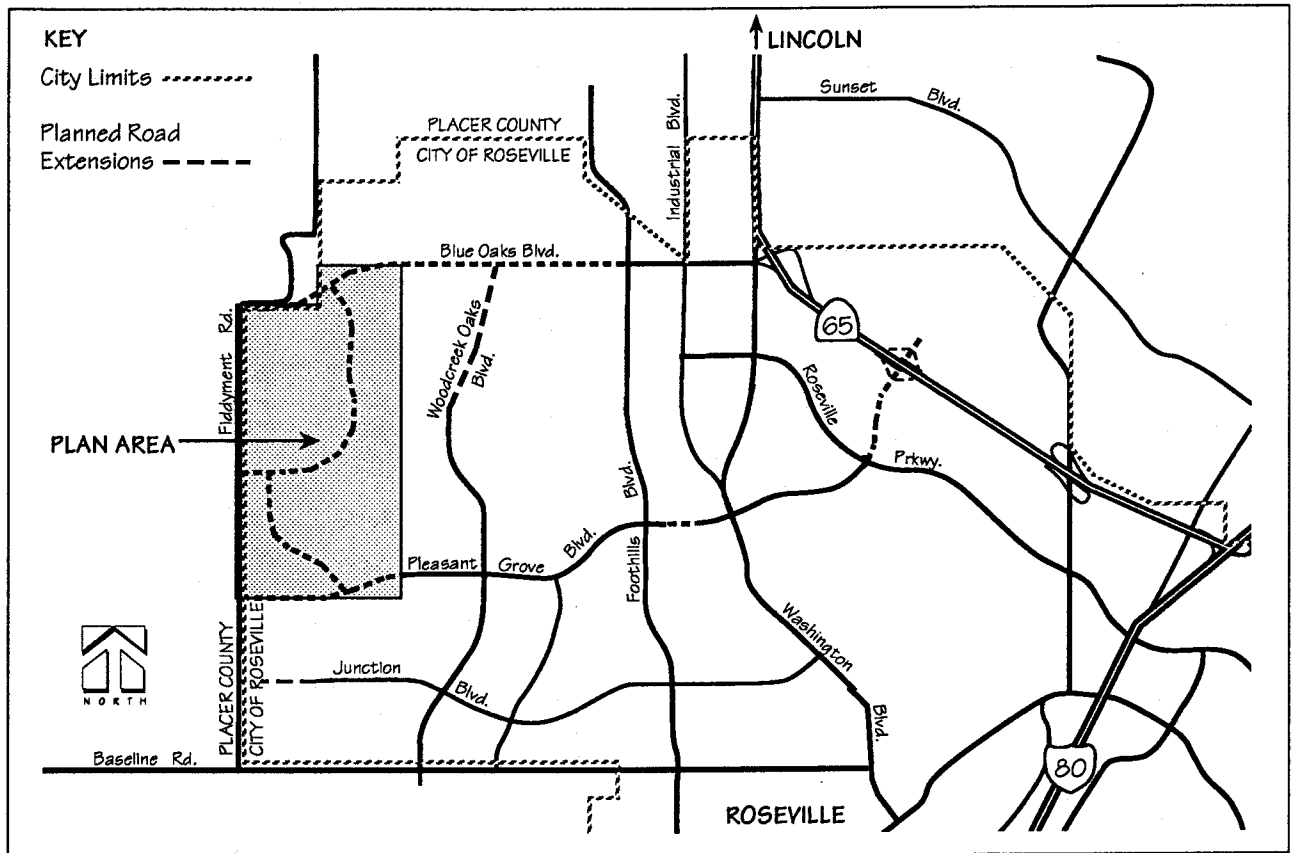 KEY
City Limits
Planned Road
Extensions
LINCOLN
Sunset Blvd.
PLACER COUNTY
CITY OF ROSEVILLE
Industrial Blvd.
Blue Oaks Blvd.
Woodcreek Oaks
Blvd.
65
Fiddyment Rd.
Roseville
Prkwy.
PLAN AREA
Foothills Blvd.
Pleasant Grove Blvd.
Washington
Blvd.
PLACER COUNTY
CITY OF ROSEVILLE
NORTH
Junction
Blvd.
Baseline Rd.
80
ROSEVILLE